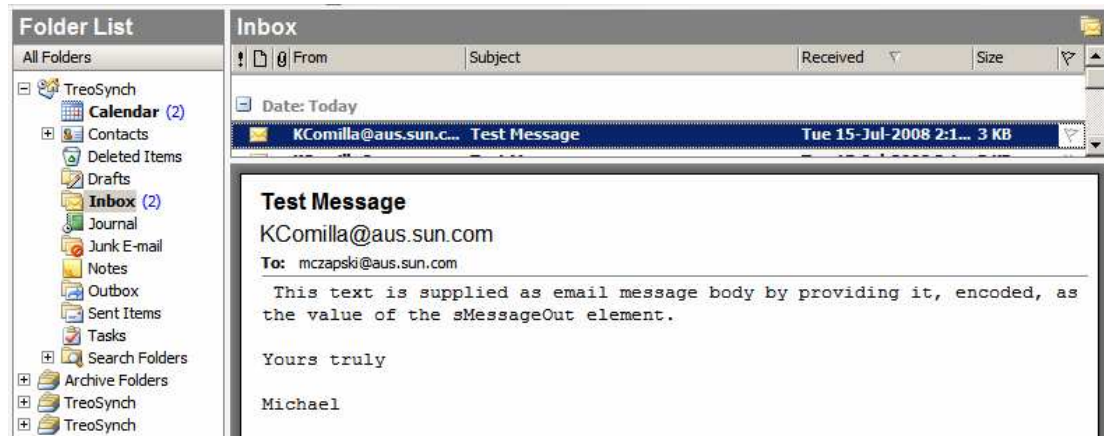 Folder List
All Folders
TreoSynch
Calendar (2)
Contacts
Deleted Items
Drafts
Inbox (2)
Journal
Junk E-mail
Notes
Outbox
Sent Items
Tasks
Search Folders
Archive Folders
TreoSynch
TreoSynch
Inbox
! From Subject Received Size
Date: Today
KComilla@aus.sun.c... Test Message Tue 15-Jul-2008 2:1... 3 KB
Test Message
KComilla@aus.sun.com
To: mczapski@aus.sun.com
This text is supplied as email message body by providing it, encoded, as
the value of the sMessageOut element.
Yours truly
Michael